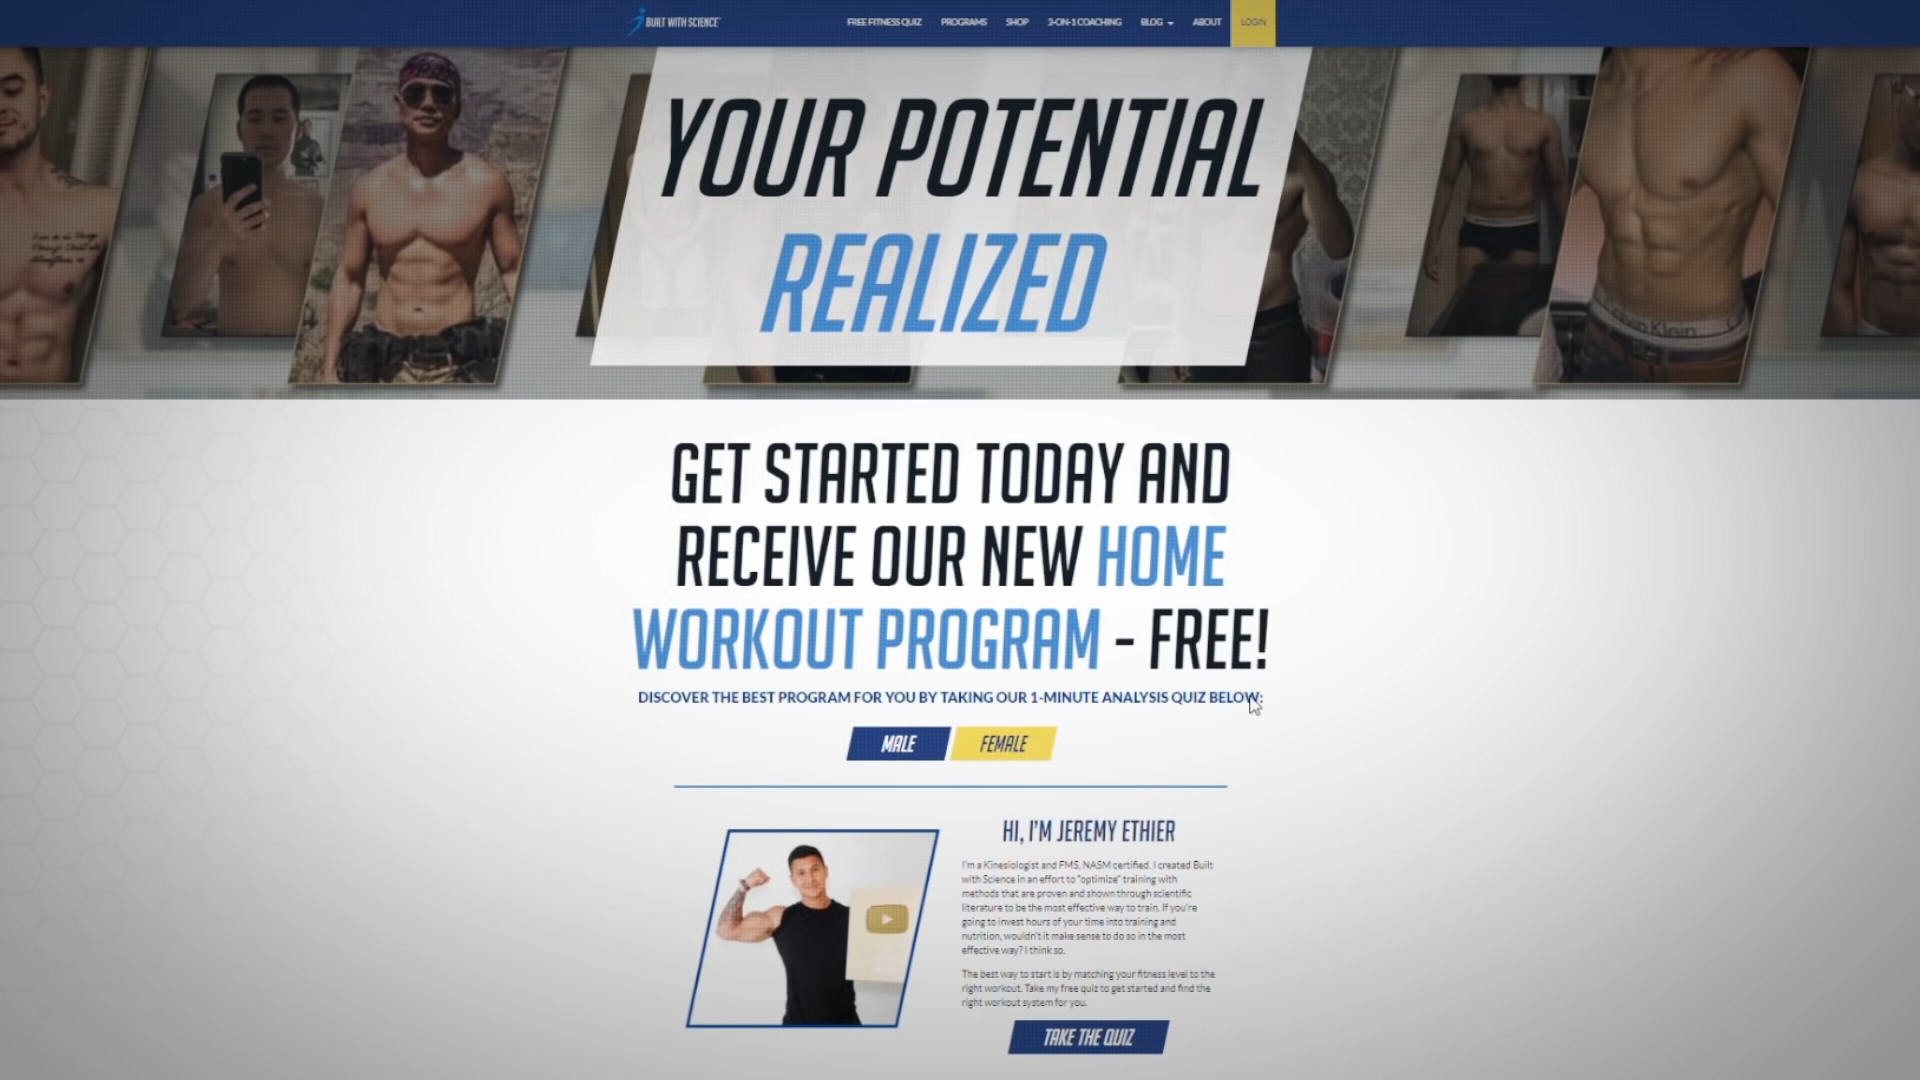 BUILT WITH SCIENCE
FREE FITNESS QUIZ PROGRAMS SHOP 3-ON-1 COACHING BLOG ABOUT LOGIN
YOUR POTENTIAL
REALIZED
Calvin Klein
GET STARTED TODAY AND
RECEIVE OUR NEW HOME
WORKOUT PROGRAM - FREE!
DISCOVER THE BEST PROGRAM FOR YOU BY TAKING OUR 1-MINUTE ANALYSIS QUIZ BELOW:
MALE FEMALE
HI, I'M JEREMY ETHIER
I'm a Kinesiologist and FMS, NASM certified. I created Built
with Science in an effort to "optimize" training with
methods that are proven and shown through scientific
literature to be the most effective way to train. If you're
going to invest hours of your time into training and
nutrition, wouldn't it make sense to do so in the most
effective way? I think so.
The best way to start is by matching your fitness level to the
right workout. Take my free quiz to get started and find the
right workout system for you.
TAKE THE QUIZ